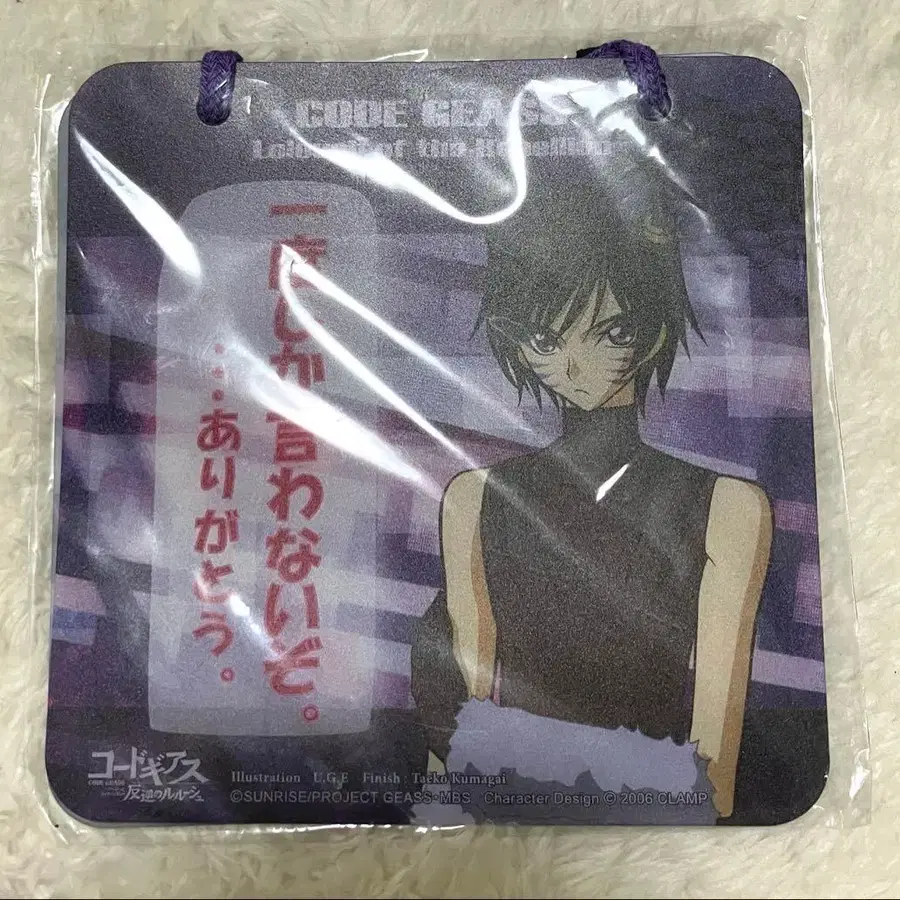 CODE GEASS
Lelouch of the Rebellion
一度しか言わないぞ。
…ありがとう。
コードギアス
CODE GEASS
反逆のルルーシュ
Illustration U.G.E Finish : Taeko Kumagai
©SUNRISE/PROJECT GEASS・MBS Character Design © 2006 CLAMP